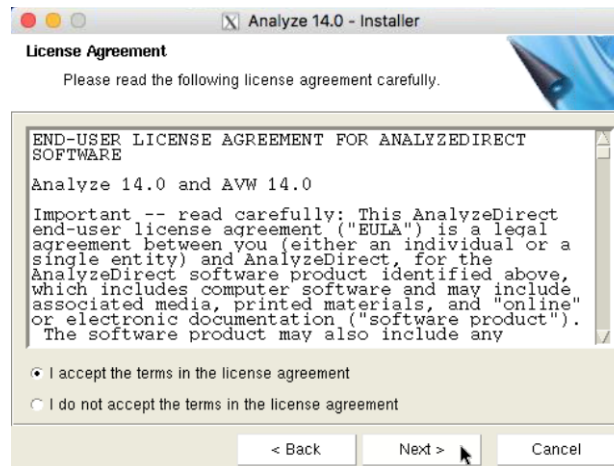 Analyze 14.0 - Installer
License Agreement
Please read the following license agreement carefully.
END-USER LICENSE AGREEMENT FOR ANALYZEDIRECT
SOFTWARE
Analyze 14.0 and AVW 14.0
Important -- read carefully: This AnalyzeDirect
end-user license agreement ("EULA") is a legal
agreement between you (either an individual or a
single entity) and AnalyzeDirect, for the
AnalyzeDirect software product identified above,
which includes computer software and may include
associated media, printed materials, and "online"
or electronic documentation ("software product").
The software product may also include any
I accept the terms in the license agreement
I do not accept the terms in the license agreement
< Back Next > Cancel